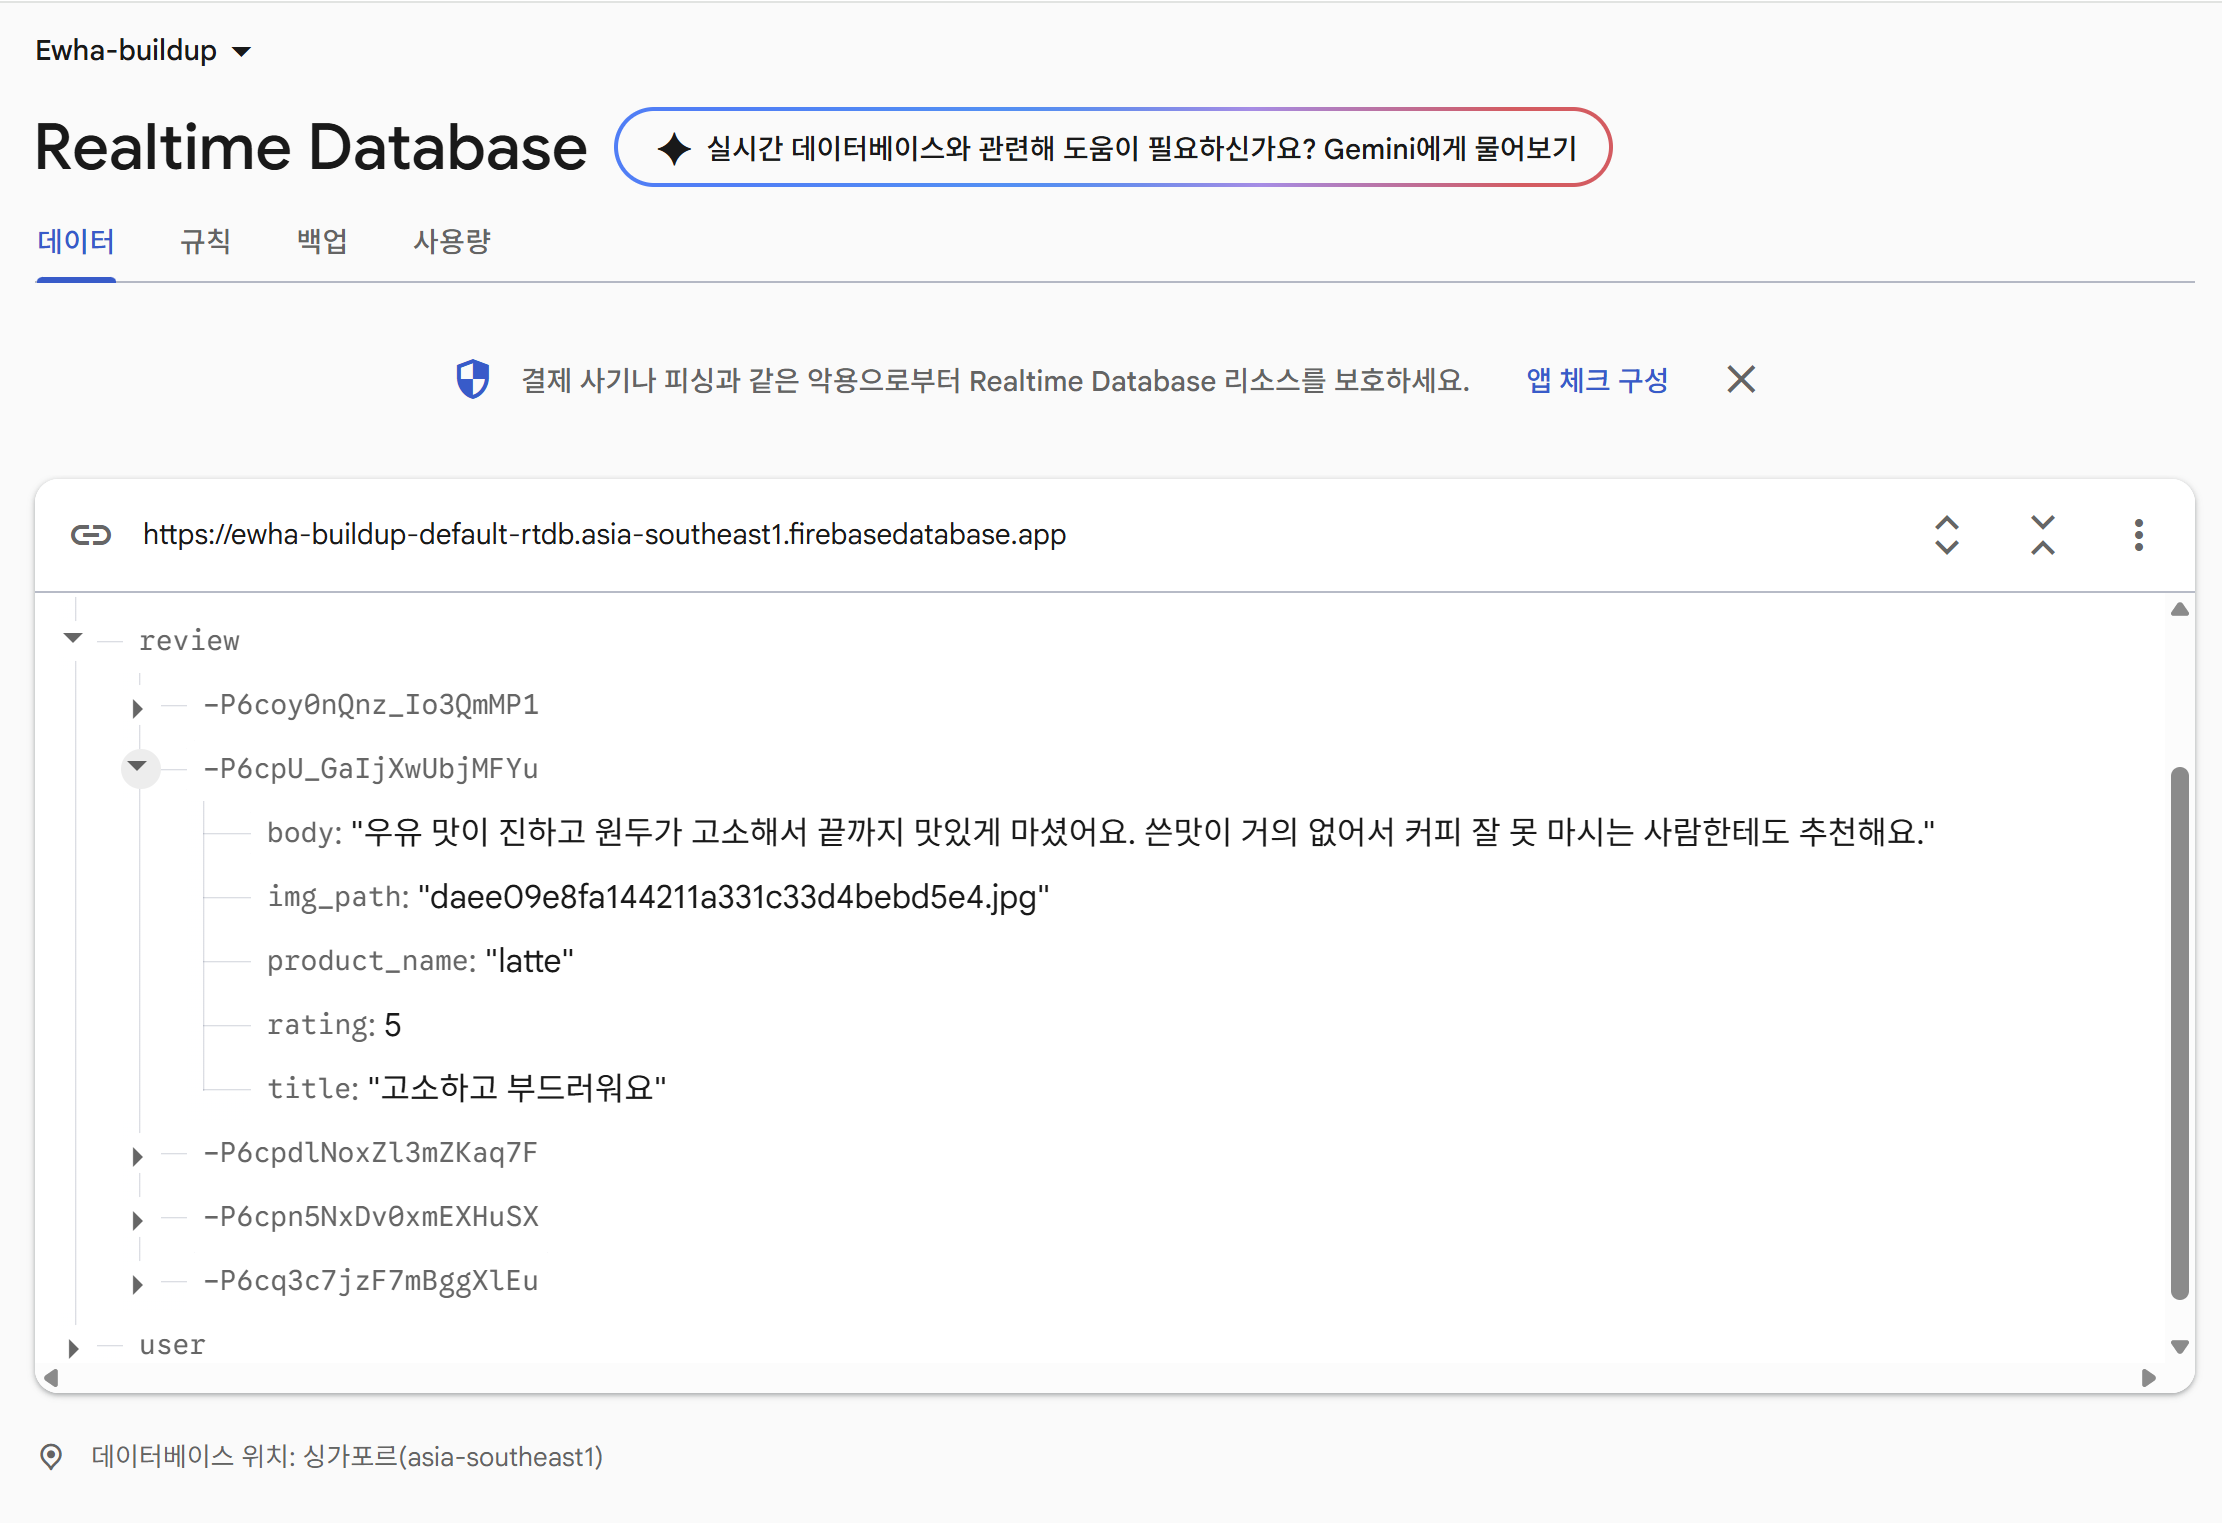 Ewha-buildup
Realtime Database
실시간 데이터베이스와 관련해 도움이 필요하신가요? Gemini에게 물어보기
데이터 규칙 백업 사용량
결제 사기나 피싱과 같은 악용으로부터 Realtime Database 리소스를 보호하세요. 앱 체크 구성
https://ewha-buildup-default-rtdb.asia-southeast1.firebasedatabase.app
review
-P6coy0nQnz_Io3QmMP1
-P6cpU_GaIjXwUbjMFYu
body: "우유 맛이 진하고 원두가 고소해서 끝까지 맛있게 마셨어요. 쓴맛이 거의 없어서 커피 잘 못 마시는 사람한테도 추천해요."
img_path: "daee09e8fa144211a331c33d4bebd5e4.jpg"
product_name: "latte"
rating: 5
title: "고소하고 부드러워요"
-P6cpdlNoxZl3mZKaq7F
-P6cpn5NxDv0xmEXHuSX
-P6cq3c7jzF7mBggXlEu
user
데이터베이스 위치: 싱가포르(asia-southeast1)